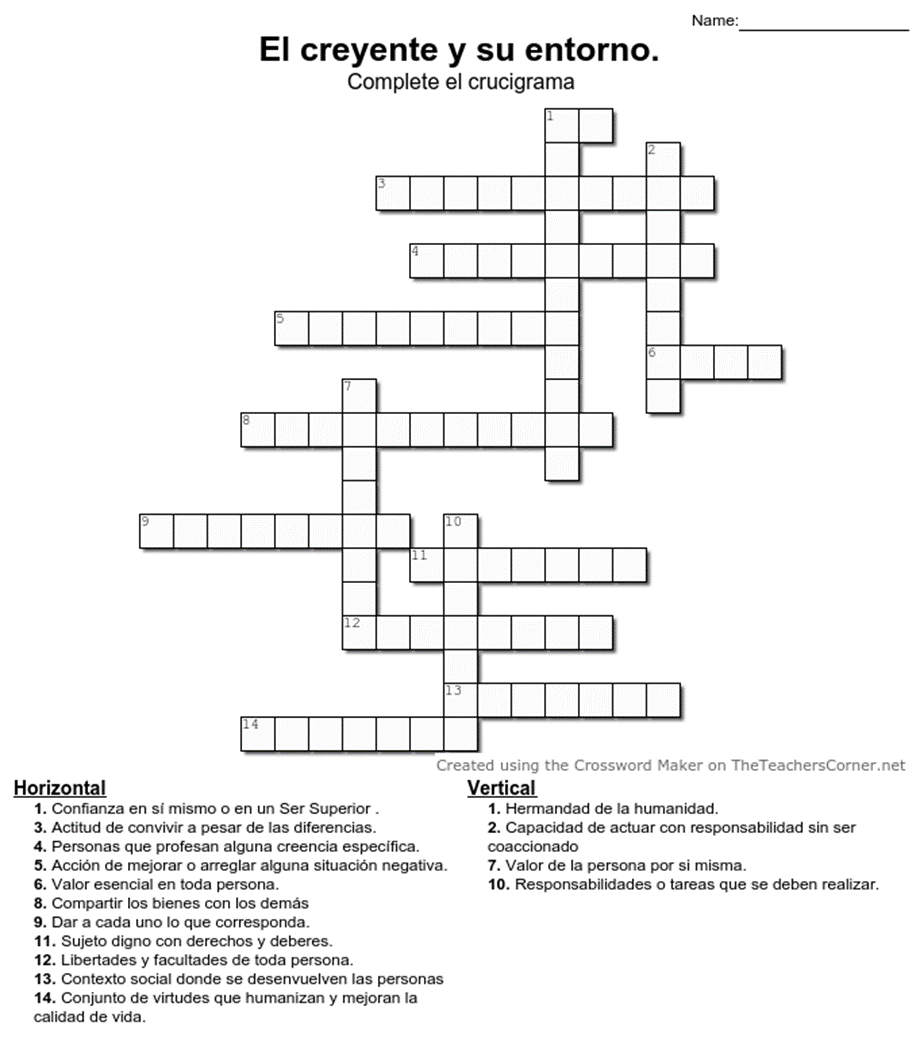 Name:
El creyente y su entorno.
Complete el crucigrama
1
2
3
4
5
6
7
8
9
10
11
12
13
14
Created using the Crossword Maker on TheTeachersCorner.net
Horizontal
1. Confianza en sí mismo o en un Ser Superior .
3. Actitud de convivir a pesar de las diferencias.
4. Personas que profesan alguna creencia específica.
5. Acción de mejorar o arreglar alguna situación negativa.
6. Valor esencial en toda persona.
8. Compartir los bienes con los demás
9. Dar a cada uno lo que corresponda.
11. Sujeto digno con derechos y deberes.
12. Libertades y facultades de toda persona.
13. Contexto social donde se desenvuelven las personas
14. Conjunto de virtudes que humanizan y mejoran la
calidad de vida.
Vertical
1. Hermandad de la humanidad.
2. Capacidad de actuar con responsabilidad sin ser
coaccionado
7. Valor de la persona por si misma.
10. Responsabilidades o tareas que se deben realizar.